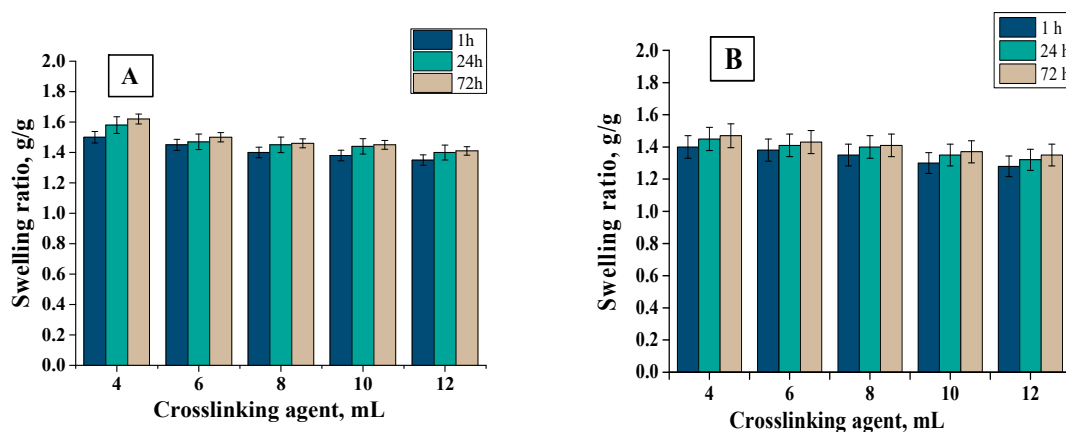 A
1h
24h
72h
2.0
1.8
1.6
1.4
1.2
1.0
0.8
0.6
0.4
0.2
0.0
Swelling ratio, g/g
4 6 8 10 12
Crosslinking agent, mL
B
1 h
24 h
72 h
2.0
1.8
1.6
1.4
1.2
1.0
0.8
0.6
0.4
0.2
0.0
Swelling ratio, g/g
4 6 8 10 12
Crosslinking agent, mL